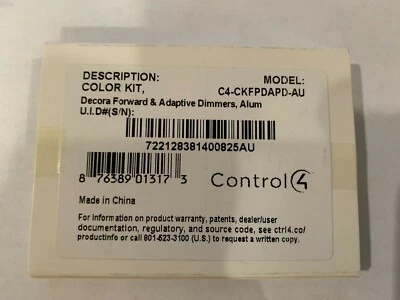 DESCRIPTION: MODEL:
COLOR KIT, C4-CKFPDAPD-AU
Decora Forward & Adaptive Dimmers, Alum
U.I.D#(S/N):
722128381400825AU
8 76389 01317 3 Control4
Made in China
For information on product warranty, patents, dealer/user
documentation, regulatory, and source code, see ctrl4.co/
productinfo or call 801-523-3100 (U.S.) to request a written copy.